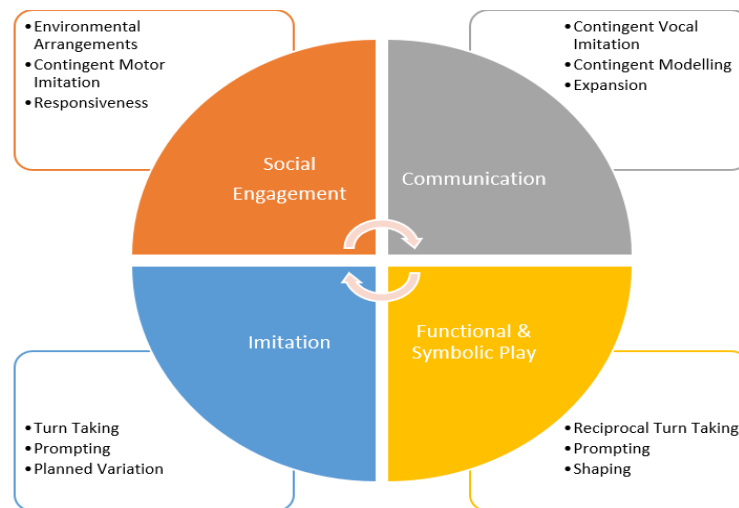 •Environmental
Arrangements
•Contingent Motor
Imitation
•Responsiveness
•Contingent Vocal
Imitation
•Contingent Modelling
•Expansion
Social
Engagement
Communication
Imitation
Functional &
Symbolic Play
•Turn Taking
•Prompting
•Planned Variation
•Reciprocal Turn Taking
•Prompting
•Shaping